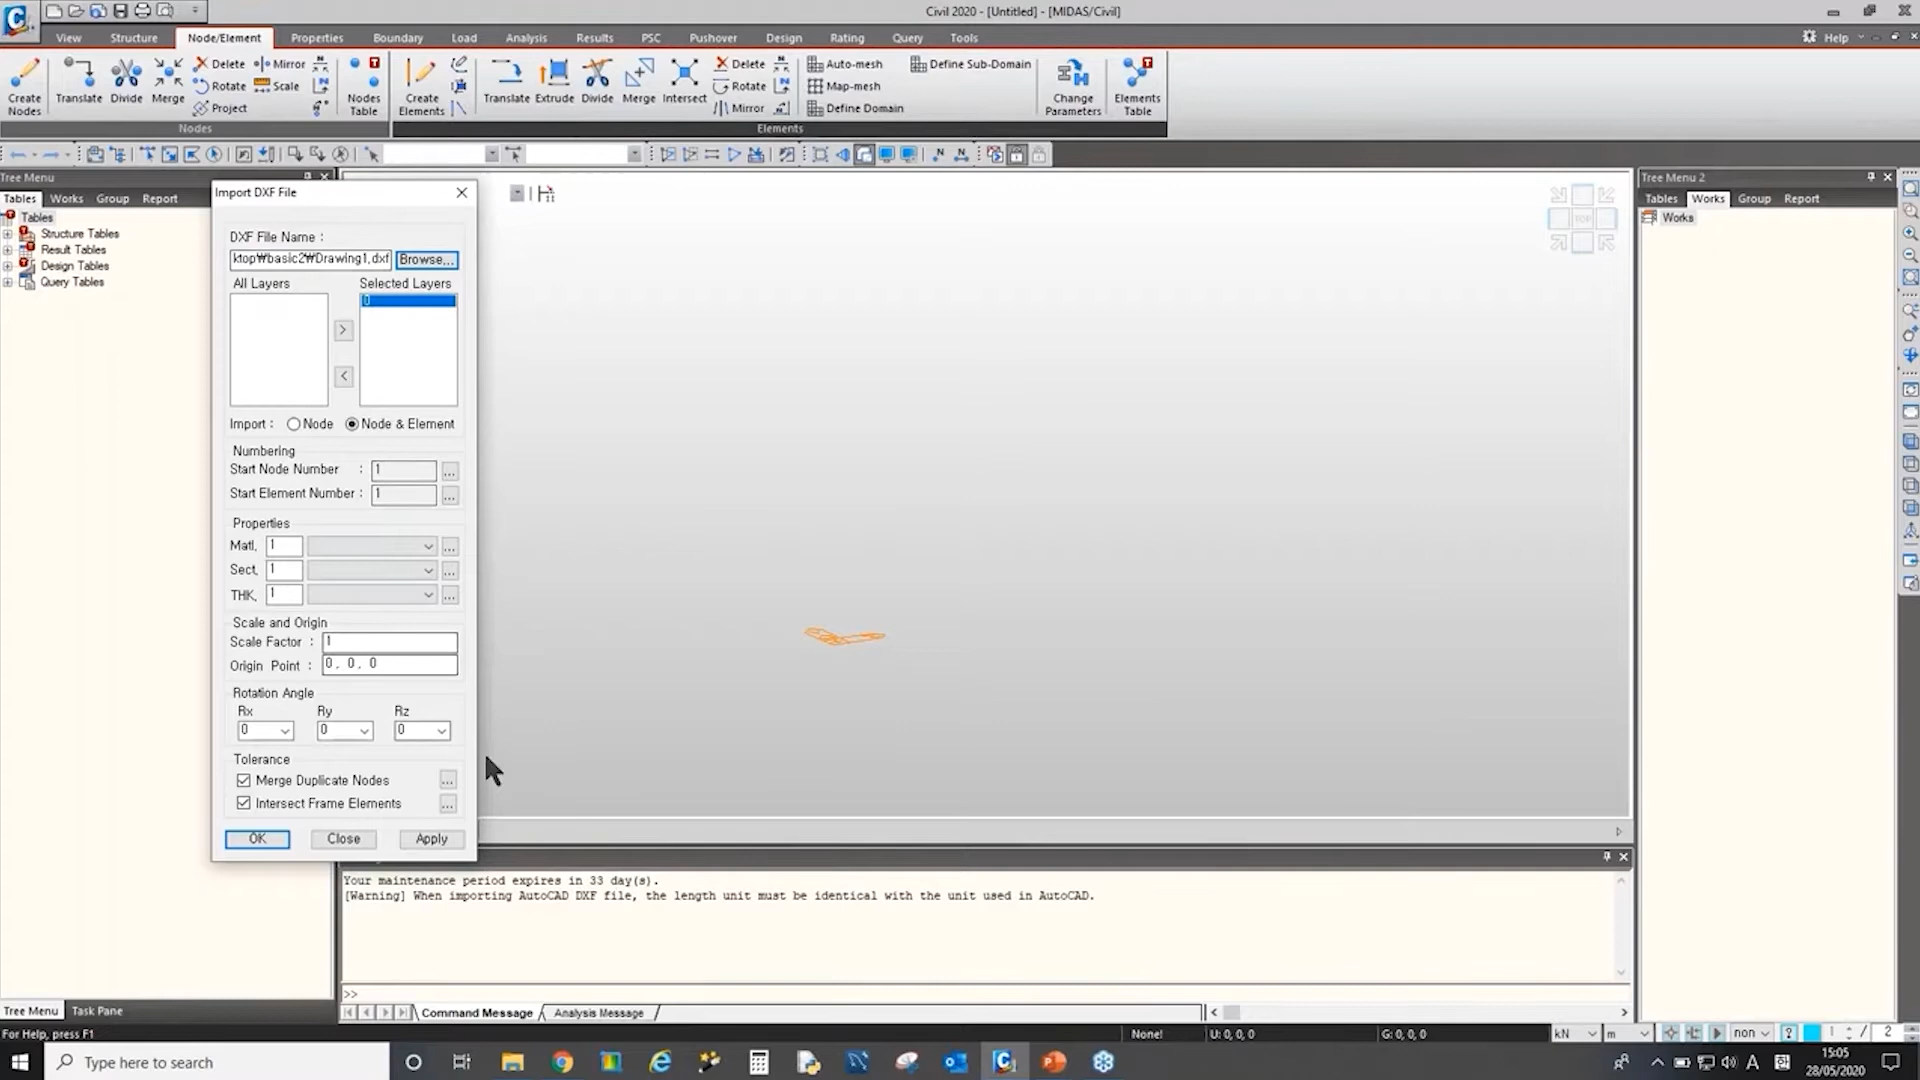 Civil 2020 - [Untitled] - [MIDAS/Civil]
View Structure Node/Element Properties Boundary Load Analysis Results PSC Pushover Design Rating Query Tools Help
Create Nodes
Translate
Divide
Merge
Delete
Rotate
Project
Mirror
Scale
Nodes Table
Nodes
Create Elements
Translate
Extrude
Divide
Merge
Intersect
Delete
Rotate
Mirror
Auto-mesh
Map-mesh
Define Domain
Define Sub-Domain
Change Parameters
Elements Table
Elements
Tree Menu
Tables Works Group Report
Tables
Structure Tables
Result Tables
Design Tables
Query Tables
Import DXF File
DXF File Name :
ktop₩basic2₩Drawing1.dxf Browse...
All Layers Selected Layers
0
>
<
Import : Node Node & Element
Numbering
Start Node Number : 1 ...
Start Element Number : 1 ...
Properties
Matl. 1 ...
Sect. 1 ...
THK. 1 ...
Scale and Origin
Scale Factor : 1
Origin Point : 0, 0, 0
Rotation Angle
Rx Ry Rz
0 0 0
Tolerance
Merge Duplicate Nodes ...
Intersect Frame Elements ...
OK Close Apply
TOP
Tree Menu 2
Tables Works Group Report
Works
Your maintenance period expires in 33 day(s).
[Warning] When importing AutoCAD DXF file, the length unit must be identical with the unit used in AutoCAD.
>>
Command Message Analysis Message
Tree Menu Task Pane
For Help, press F1
None! U: 0, 0, 0 G: 0, 0, 0 kN m non ? 1 / 2
Type here to search
A
15:05
28/05/2020